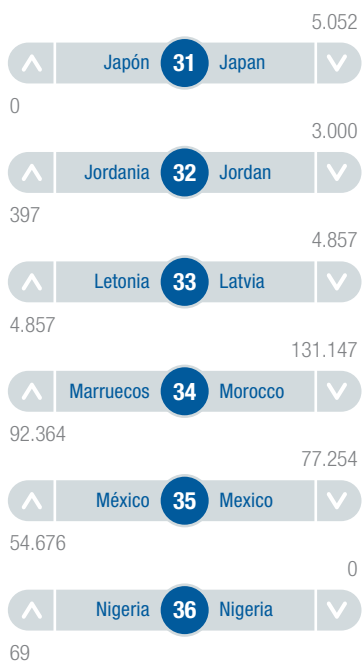 5.052
Japón 31 Japan
0
3.000
Jordania 32 Jordan
397
4.857
Letonia 33 Latvia
4.857
131.147
Marruecos 34 Morocco
92.364
77.254
México 35 Mexico
54.676
0
Nigeria 36 Nigeria
69